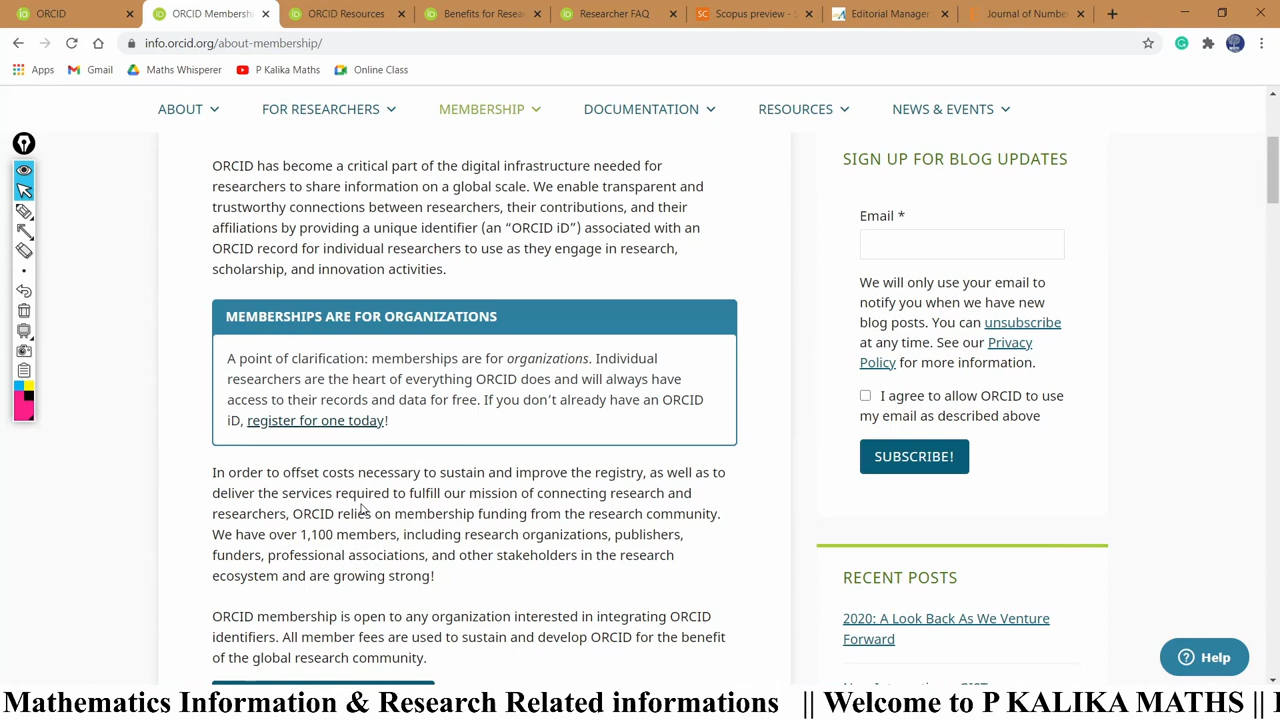 ORCID
ORCID Membershi
ORCID Resources
Benefits for Resea
Researcher FAQ
Scopus preview - S
Editorial Manager
Journal of Numbe
info.orcid.org/about-membership/
Apps
Gmail
Maths Whisperer
P Kalika Maths
Online Class
ABOUT
FOR RESEARCHERS
MEMBERSHIP
DOCUMENTATION
RESOURCES
NEWS & EVENTS
ORCID has become a critical part of the digital infrastructure needed for
researchers to share information on a global scale. We enable transparent and
trustworthy connections between researchers, their contributions, and their
affiliations by providing a unique identifier (an “ORCID iD”) associated with an
ORCID record for individual researchers to use as they engage in research,
scholarship, and innovation activities.
MEMBERSHIPS ARE FOR ORGANIZATIONS
A point of clarification: memberships are for organizations. Individual
researchers are the heart of everything ORCID does and will always have
access to their records and data for free. If you don’t already have an ORCID
iD, register for one today!
In order to offset costs necessary to sustain and improve the registry, as well as to
deliver the services required to fulfill our mission of connecting research and
researchers, ORCID relies on membership funding from the research community.
We have over 1,100 members, including research organizations, publishers,
funders, professional associations, and other stakeholders in the research
ecosystem and are growing strong!
ORCID membership is open to any organization interested in integrating ORCID
identifiers. All member fees are used to sustain and develop ORCID for the benefit
of the global research community.
SIGN UP FOR BLOG UPDATES
Email *
We will only use your email to
notify you when we have new
blog posts. You can unsubscribe
at any time. See our Privacy
Policy for more information.
I agree to allow ORCID to use
my email as described above
SUBSCRIBE!
RECENT POSTS
2020: A Look Back As We Venture
Forward
Help
Mathematics Information & Research Related informations || Welcome to P KALIKA MATHS ||